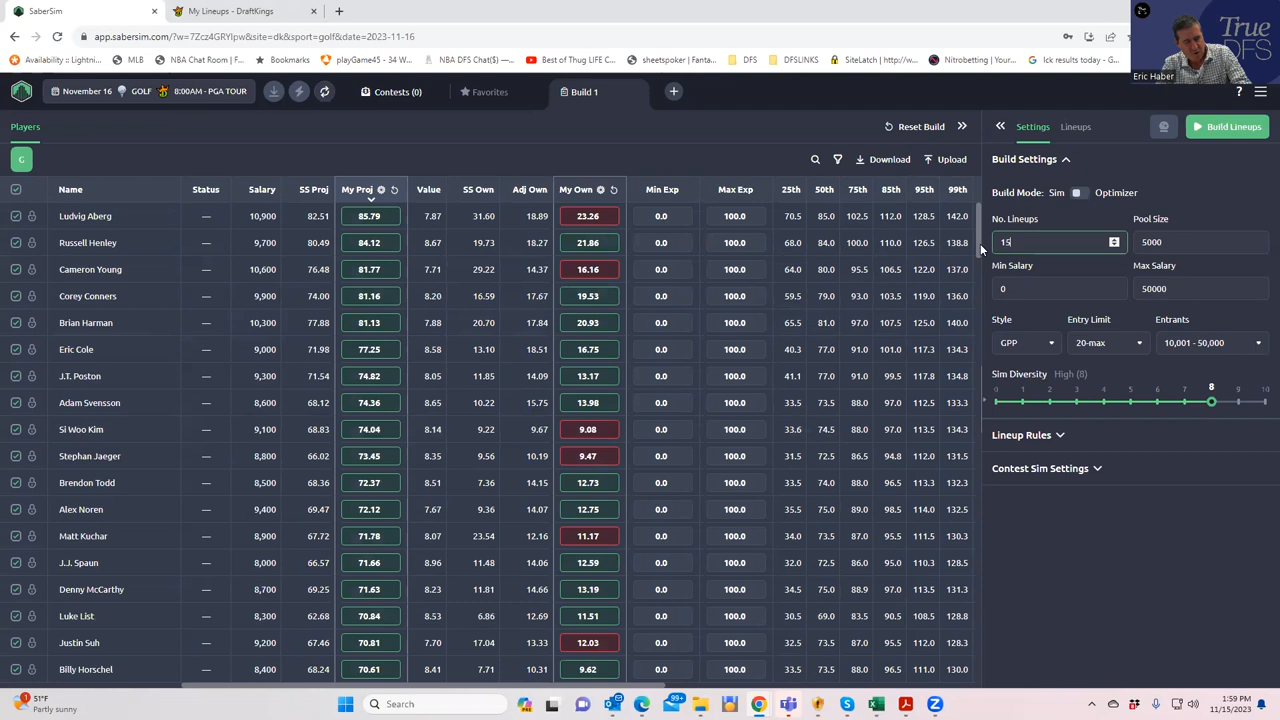 SaberSim
My Lineups - DraftKings
app.sabersim.com/?w=7Zcz4GRYIpw&site=dk&sport=golf&date=2023-11-16
Availability :: Lightni...
MLB
NBA Chat Archive
Bookmarks
playGame45 - 34 W...
NBA DFS Chat($)—...
Best of Thug LIFE C...
sheetspoker | Fanta...
DFS
DFSLINKS
SiteLatch | http://w...
Nitrobetting | Your...
Ick results today - G...
True DFS
Eric Haber
November 16 GOLF 8:00AM - PGA TOUR
Contests (0)
Favorites
Build 1
Players
Reset Build
Settings
Lineups
Build Lineups
G
Download
Upload
Name Status Salary SS Proj My Proj Value SS Own Adj Own My Own Min Exp Max Exp 25th 50th 75th 85th 95th 99th
Ludvig Aberg — 10,900 82.51 85.79 7.87 31.60 18.89 23.26 0.0 100.0 70.5 85.0 102.5 112.0 128.5 142.0
Russell Henley — 9,700 80.49 84.12 8.67 19.73 18.27 21.86 0.0 100.0 68.0 84.0 100.0 110.0 126.5 138.8
Cameron Young — 10,600 76.48 81.77 7.71 29.22 14.37 16.16 0.0 100.0 64.0 80.0 95.5 106.5 122.0 137.0
Corey Conners — 9,900 74.00 81.16 8.20 16.59 17.67 19.53 0.0 100.0 59.5 79.0 93.0 103.5 119.0 136.0
Brian Harman — 10,300 77.88 81.13 7.88 20.70 17.84 20.93 0.0 100.0 65.5 81.0 97.0 107.5 125.0 140.0
Eric Cole — 9,000 71.98 77.25 8.58 13.10 18.51 16.75 0.0 100.0 40.3 77.0 91.0 101.0 117.3 134.3
J.T. Poston — 9,300 71.54 74.82 8.05 11.85 14.09 13.17 0.0 100.0 41.1 77.0 91.0 99.5 117.8 134.8
Adam Svensson — 8,600 68.12 74.36 8.65 10.22 15.75 13.98 0.0 100.0 33.5 73.5 88.0 97.5 112.5 133.3
Si Woo Kim — 9,100 68.83 74.04 8.14 9.22 9.67 9.08 0.0 100.0 33.6 74.5 88.0 97.0 113.5 134.3
Stephan Jaeger — 8,800 66.02 73.45 8.35 9.56 10.19 9.47 0.0 100.0 31.5 72.5 86.5 94.8 112.0 131.5
Brendon Todd — 8,500 68.36 72.37 8.51 7.36 14.15 12.73 0.0 100.0 33.5 74.0 88.0 96.5 113.3 132.3
Alex Noren — 9,400 69.47 72.12 7.67 9.36 14.07 12.75 0.0 100.0 35.5 75.0 88.0 98.5 114.0 132.5
Matt Kuchar — 8,900 67.72 71.78 8.07 23.54 12.16 11.17 0.0 100.0 34.0 73.5 87.5 96.5 111.5 130.3
J.J. Spaun — 8,000 66.57 71.66 8.96 11.48 14.06 12.59 0.0 100.0 32.0 72.5 86.0 95.0 110.3 128.5
Denny McCarthy — 8,700 69.25 71.63 8.23 11.81 14.66 13.19 0.0 100.0 34.5 75.0 88.9 97.5 113.5 131.0
Luke List — 8,300 64.82 70.84 8.53 6.86 12.69 11.51 0.0 100.0 30.5 69.5 83.5 90.5 108.5 128.8
Justin Suh — 9,200 67.46 70.81 7.70 17.04 13.33 12.03 0.0 100.0 32.5 73.5 87.0 95.5 112.0 128.3
Billy Horschel — 8,400 68.24 70.61 8.41 7.71 10.31 9.62 0.0 100.0 33.5 73.5 87.5 96.5 111.0 130.0
Build Settings
Build Mode: Sim Optimizer
No. Lineups Pool Size
15 5000
Min Salary Max Salary
0 50000
Style Entry Limit Entrants
GPP 20-max 10,001 - 50,000
Sim Diversity High (8)
8
0 1 2 3 4 5 6 7 9 10
Lineup Rules
Contest Sim Settings
51°F
Partly sunny
Search
99+
1:59 PM
11/15/2023